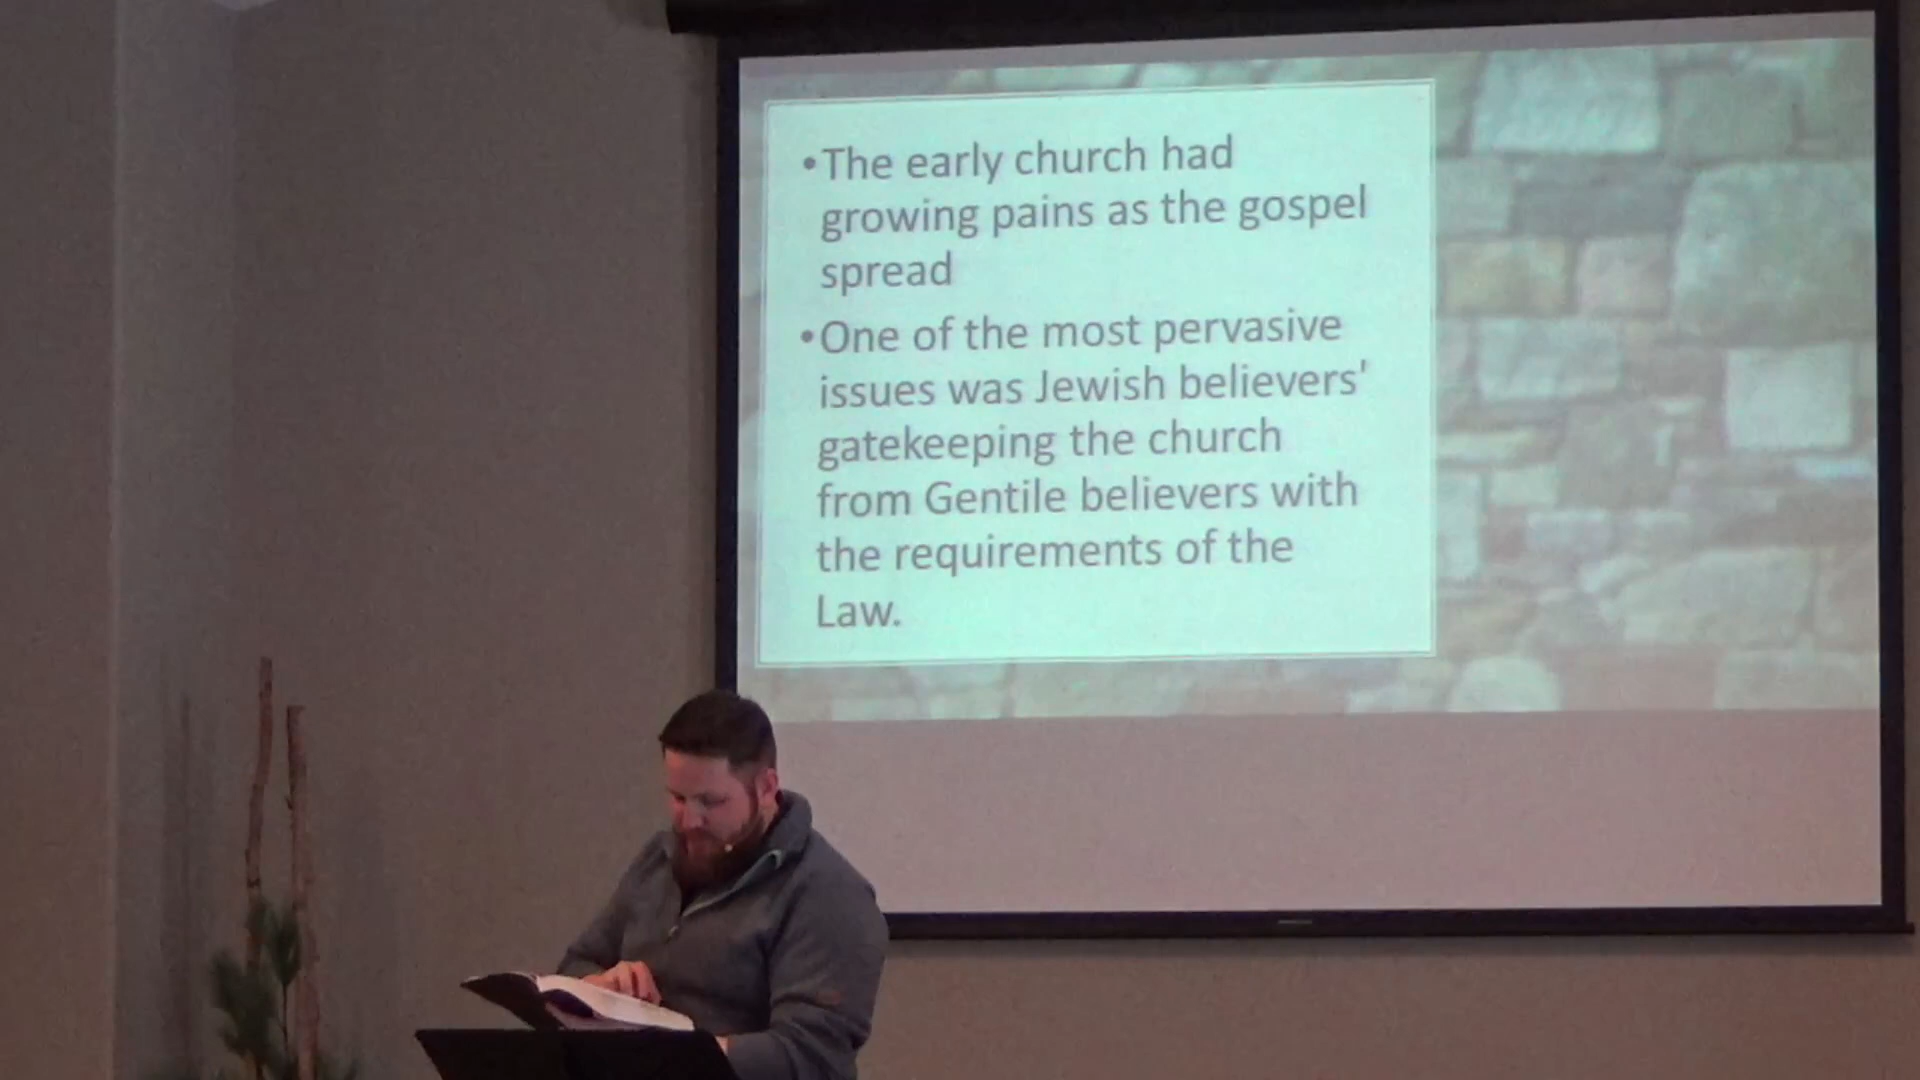 •The early church had
growing pains as the gospel
spread
•One of the most pervasive
issues was Jewish believers'
gatekeeping the church
from Gentile believers with
the requirements of the
Law.